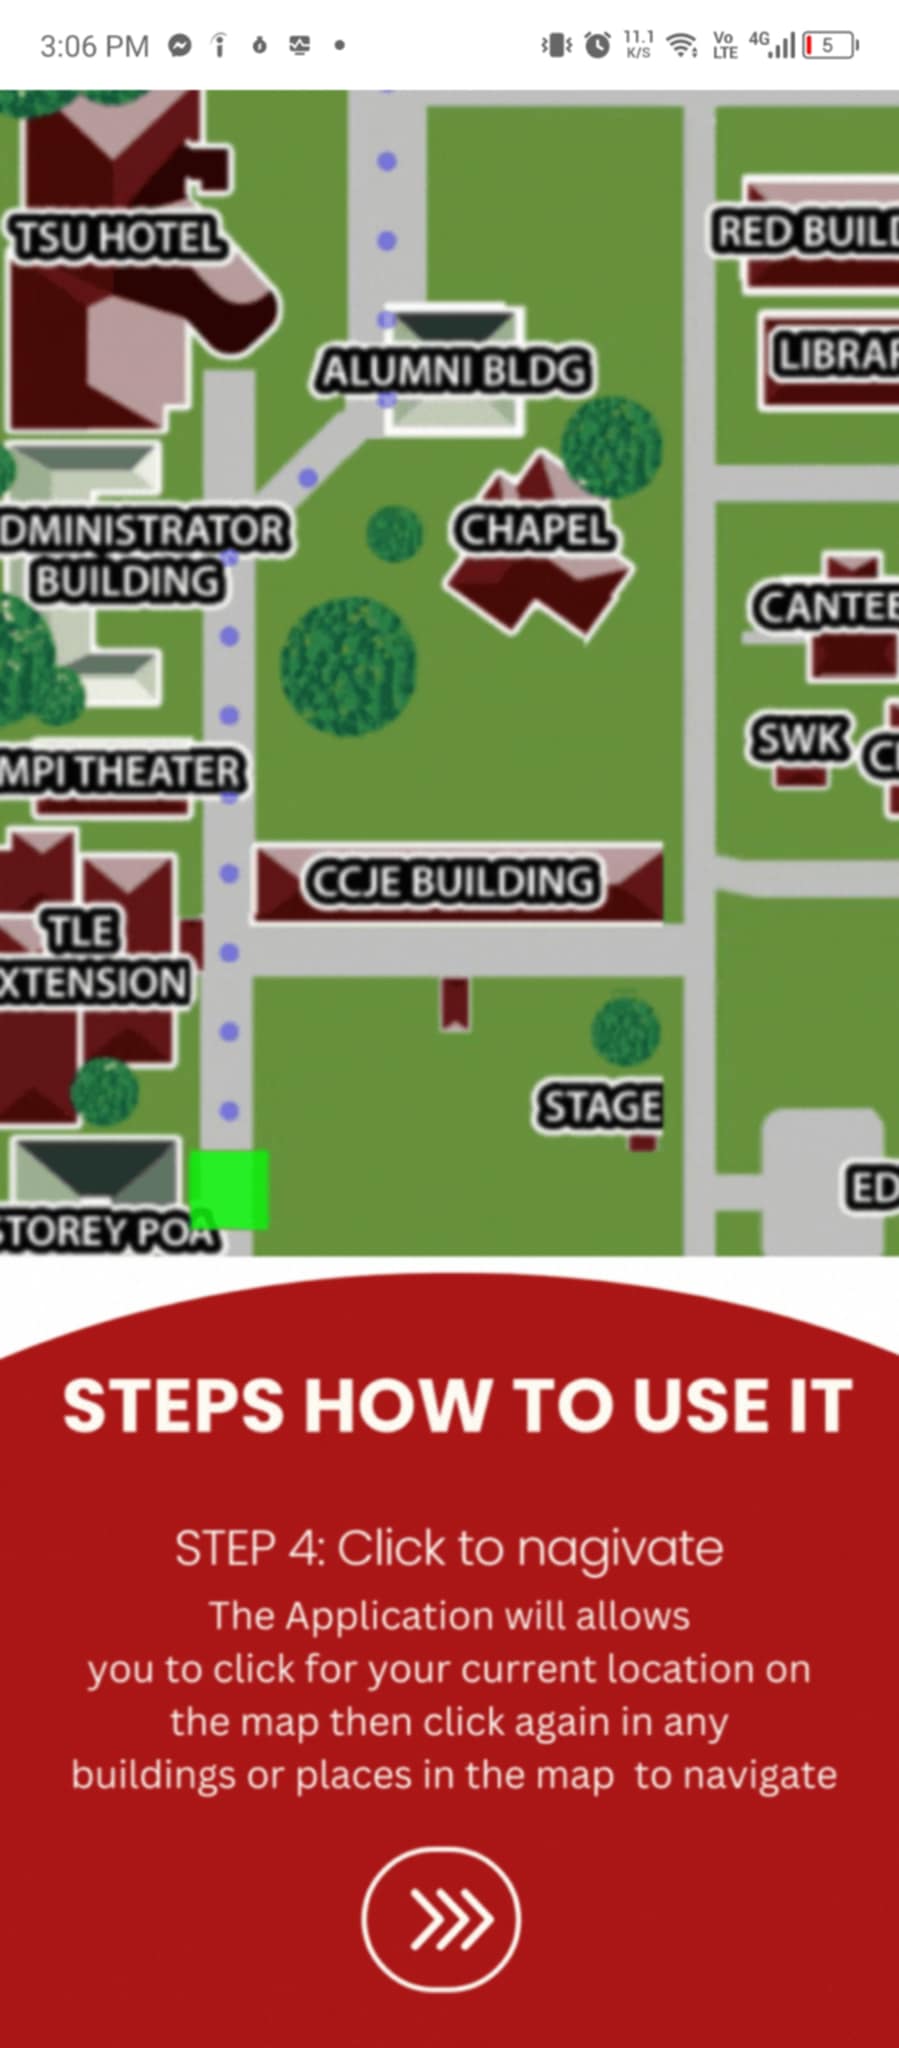 3:06 PM
11.1 K/S
Vo LTE
4G
5
TSU HOTEL
RED BUILD
ALUMNI BLDG
LIBRAR
DMINISTRATOR
BUILDING
CHAPEL
CANTEE
SWK
MPI THEATER
CCJE BUILDING
TLE
XTENSION
STAGE
ED
STOREY POA
STEPS HOW TO USE IT
STEP 4: Click to nagivate
The Application will allows
you to click for your current location on
the map then click again in any
buildings or places in the map to navigate